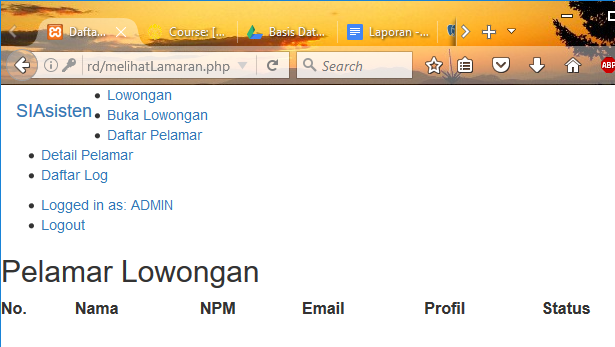 Dafta...
Course: [...
Basis Dat...
Laporan -...
rd/melihatLamaran.php
Search
ABP
SIAsisten
Lowongan
Buka Lowongan
Daftar Pelamar
Detail Pelamar
Daftar Log
Logged in as: ADMIN
Logout
Pelamar Lowongan
No. Nama NPM Email Profil Status